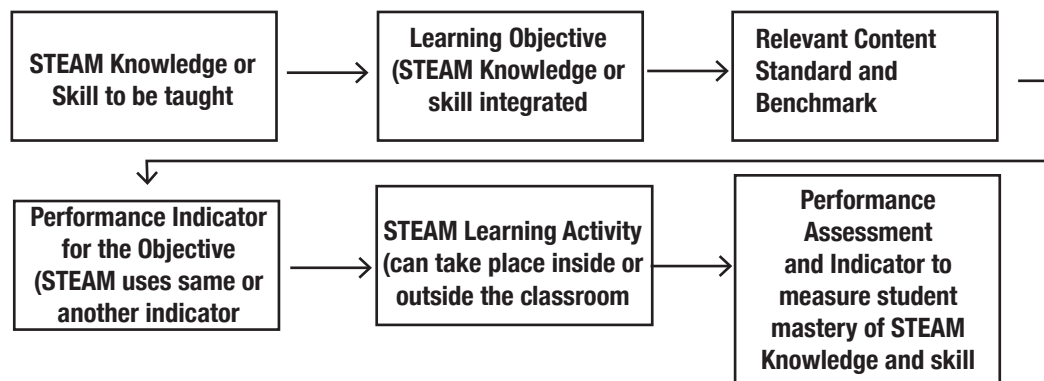 STEAM Knowledge or
Skill to be taught
Learning Objective
(STEAM Knowledge or
skill integrated
Relevant Content
Standard and
Benchmark
Performance Indicator
for the Objective
(STEAM uses same or
another indicator
STEAM Learning Activity
(can take place inside or
outside the classroom
Performance
Assessment
and Indicator to
measure student
mastery of STEAM
Knowledge and skill